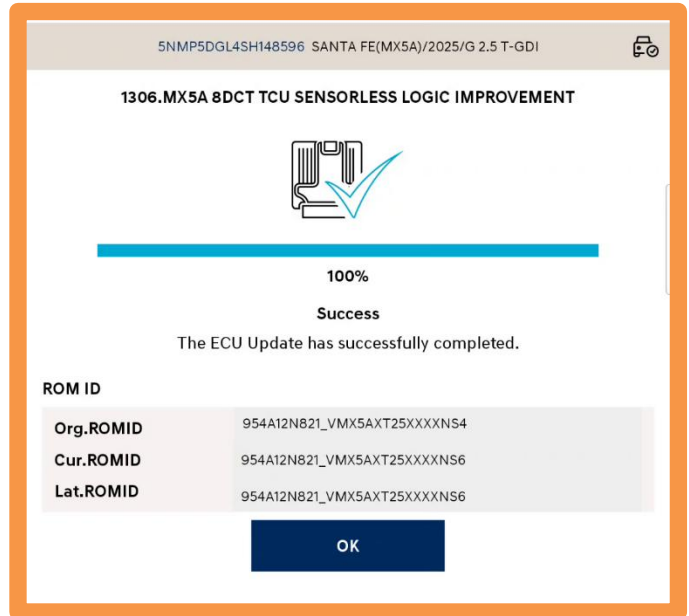 5NMP5DGL4SH148596 SANTA FE(MX5A)/2025/G 2.5 T-GDI
1306.MX5A 8DCT TCU SENSORLESS LOGIC IMPROVEMENT
100%
Success
The ECU Update has successfully completed.
ROM ID
Org.ROMID 954A12N821_VMX5AXT25XXXXNS4
Cur.ROMID 954A12N821_VMX5AXT25XXXXNS6
Lat.ROMID 954A12N821_VMX5AXT25XXXXNS6
OK